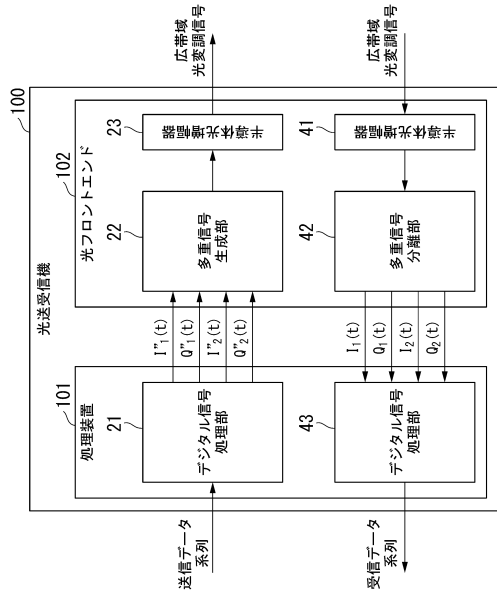 100
光送受信機
101
処理装置
102
光フロントエンド
送信データ
系列
21
デジタル信号
処理部
I"₁(t)
Q"₁(t)
I"₂(t)
Q"₂(t)
22
多重信号
生成部
23
半導体光増幅器
広帯域
光変調信号
受信データ
系列
43
デジタル信号
処理部
I₁(t)
Q₁(t)
I₂(t)
Q₂(t)
42
多重信号
分離部
41
半導体光増幅器
広帯域
光変調信号